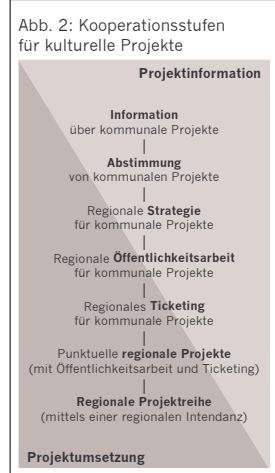 Abb. 2: Kooperationsstufen
für kulturelle Projekte
Projektinformation
Information
über kommunale Projekte
Abstimmung
von kommunalen Projekten
Regionale Strategie
für kommunale Projekte
Regionale Öffentlichkeitsarbeit
für kommunale Projekte
Regionales Ticketing
für kommunale Projekte
Punktuelle regionale Projekte
(mit Öffentlichkeitsarbeit und Ticketing)
Regionale Projektreihe
(mittels einer regionalen Intendanz)
Projektumsetzung